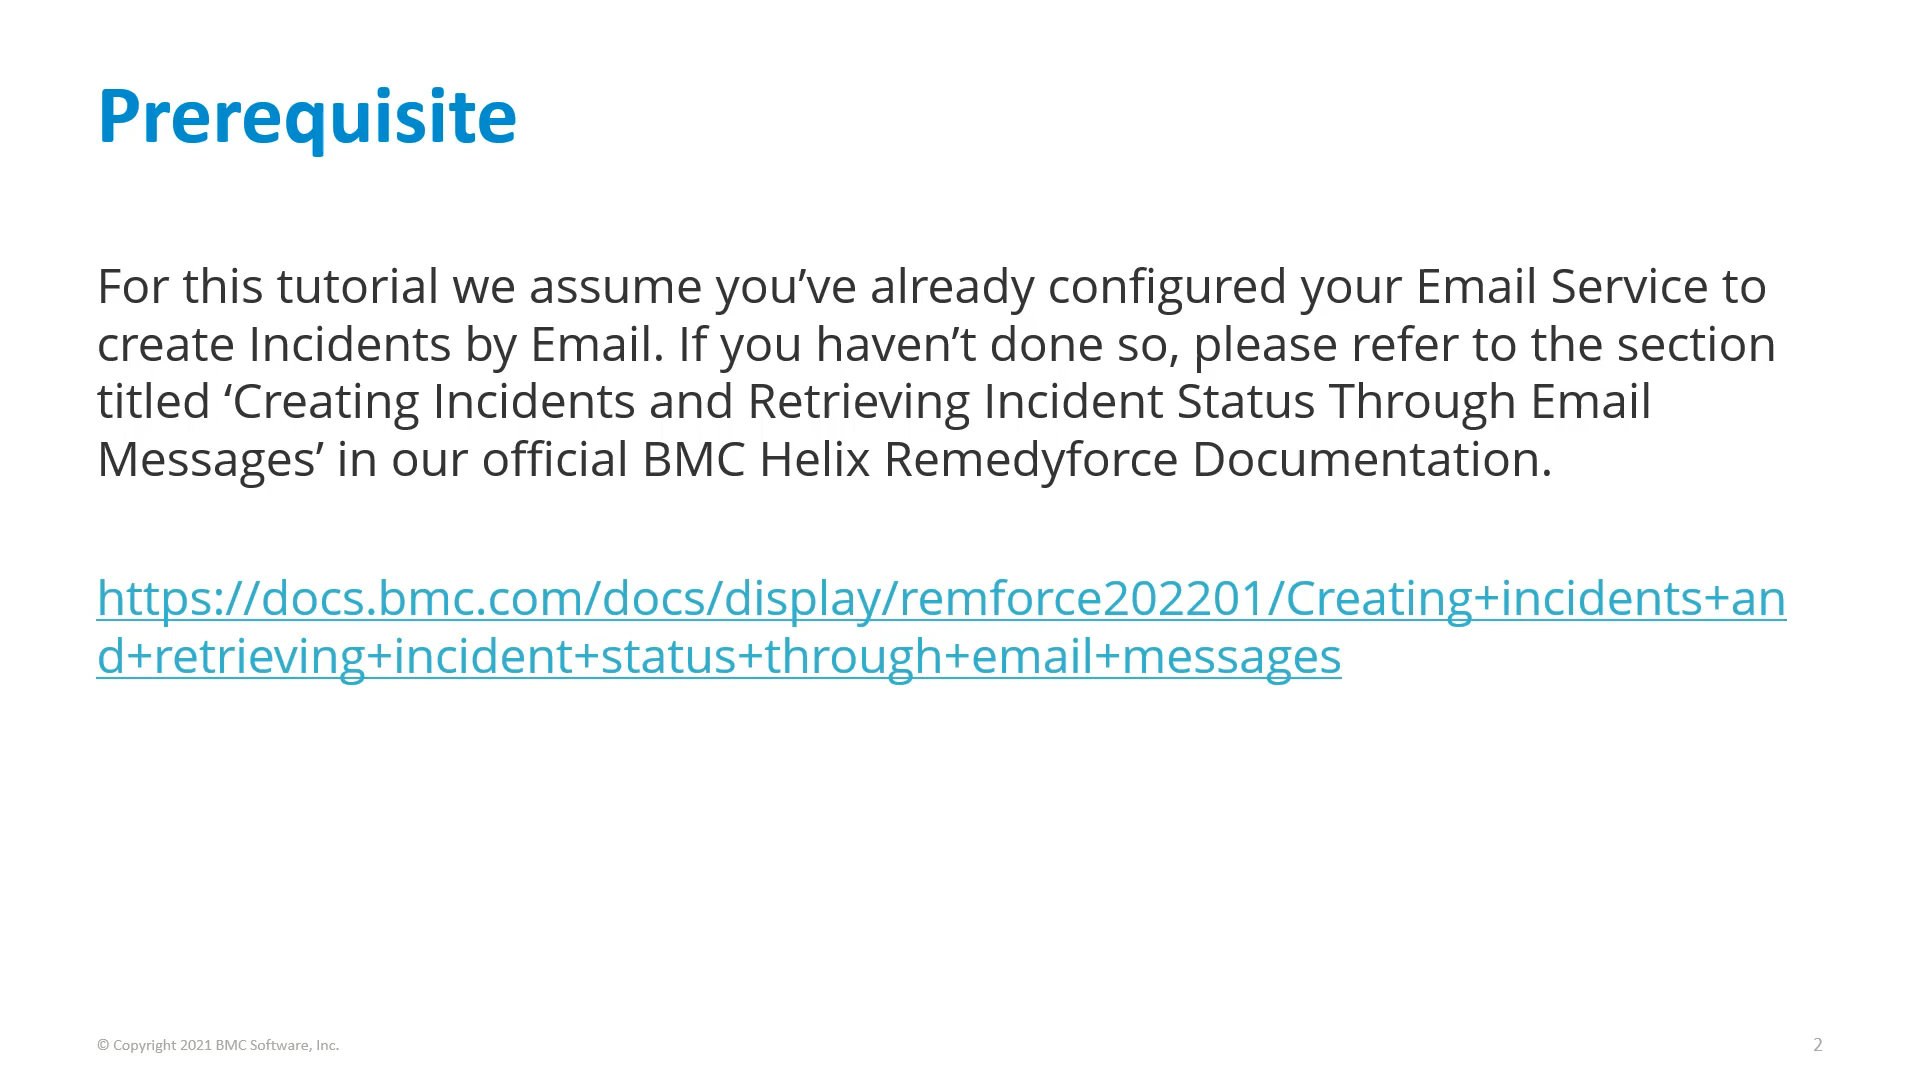 Prerequisite
For this tutorial we assume you’ve already configured your Email Service to
create Incidents by Email. If you haven’t done so, please refer to the section
titled ‘Creating Incidents and Retrieving Incident Status Through Email
Messages’ in our official BMC Helix Remedyforce Documentation.
https://docs.bmc.com/docs/display/remforce202201/Creating+incidents+an
d+retrieving+incident+status+through+email+messages
© Copyright 2021 BMC Software, Inc.
2